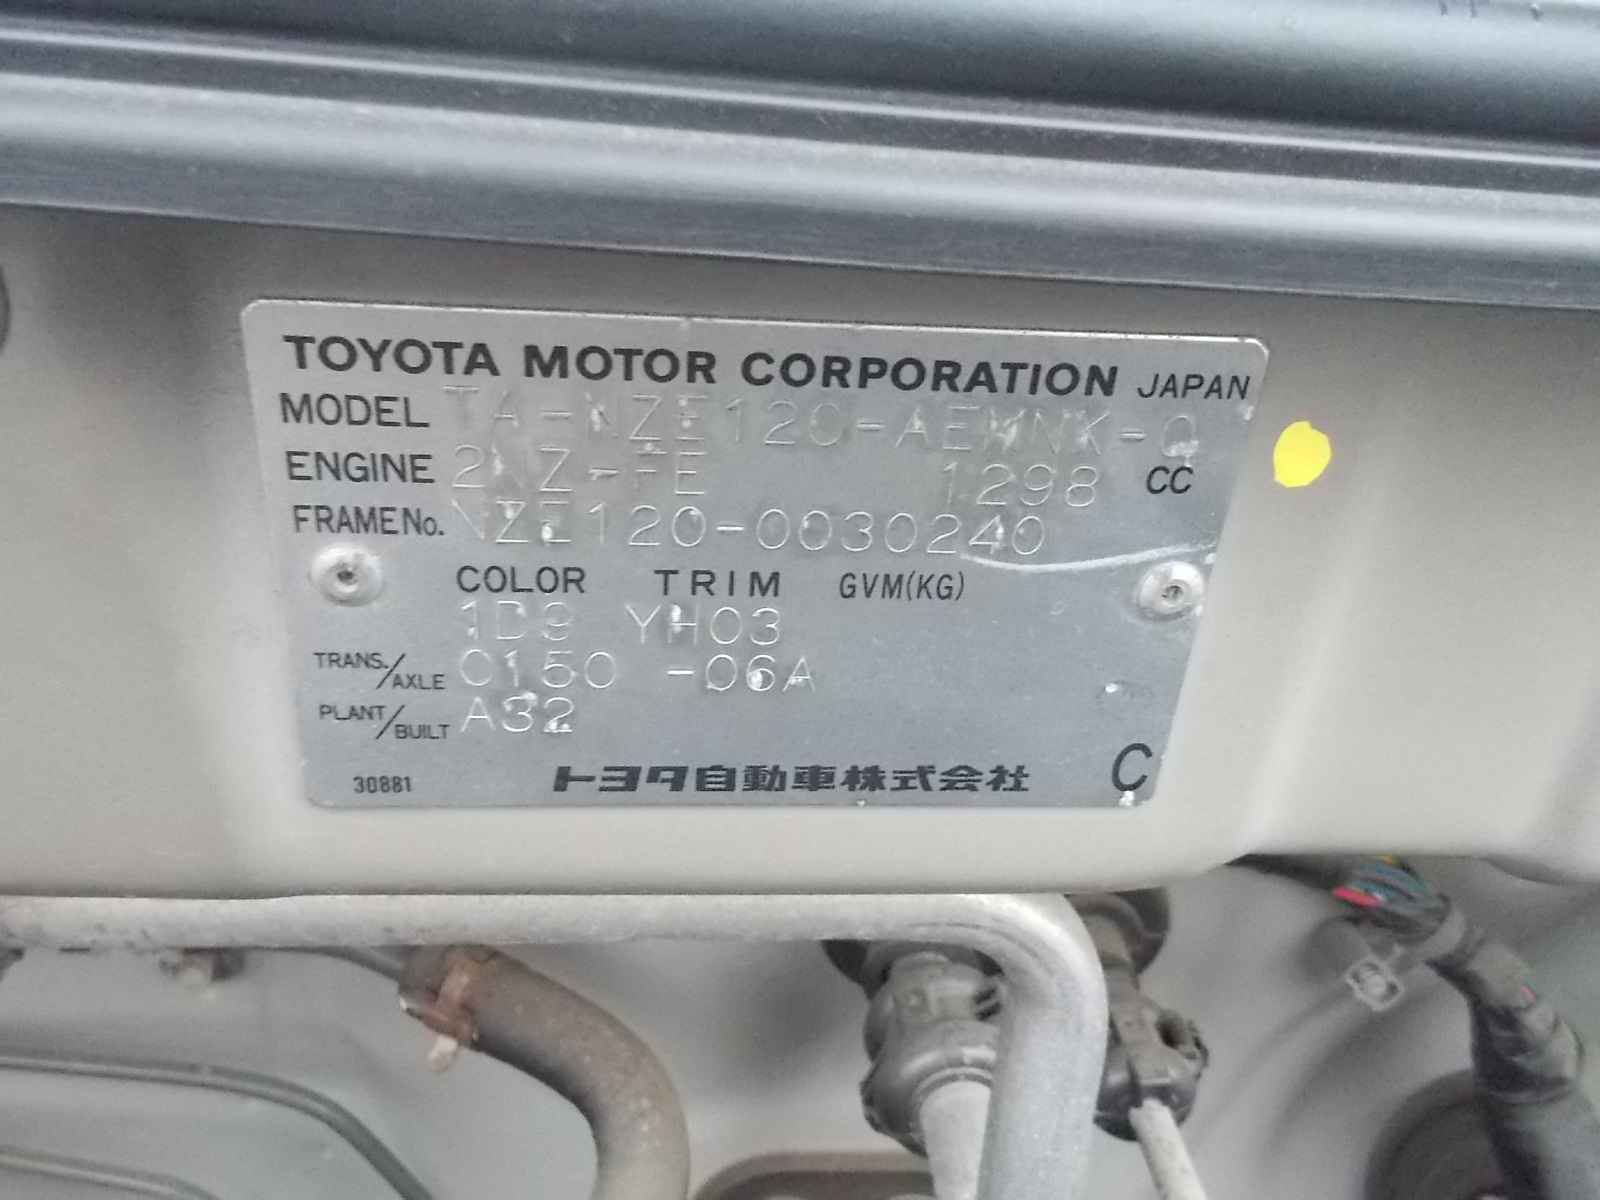 TOYOTA MOTOR CORPORATION JAPAN
MODEL TA-NZE120-AEMNK-Q
ENGINE 2NZ-FE 1298 CC
FRAME No. NZE120-0030240
COLOR TRIM GVM(KG)
1D9 YH03
TRANS./AXLE C150 -06A
PLANT/BUILT A32
30881 トヨタ自動車株式会社 C